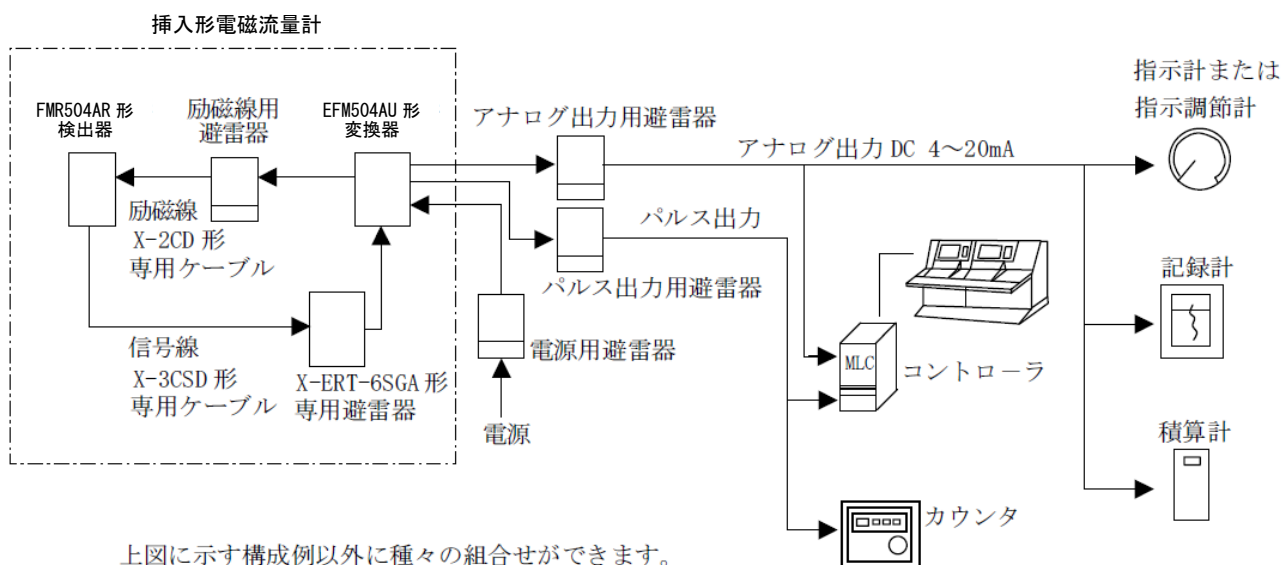 挿入形電磁流量計
FMR504AR 形
検出器
励磁線用
避雷器
EFM504AU 形
変換器
アナログ出力用避雷器
アナログ出力 DC 4～20mA
指示計または
指示調節計
励磁線
X-2CD 形
専用ケーブル
パルス出力
パルス出力用避雷器
記録計
信号線
X-3CSD 形
専用ケーブル
X-ERT-6SGA 形
専用避雷器
電源用避雷器
電源
MLC
コントローラ
積算計
カウンタ
上図に示す構成例以外に種々の組合せができます。